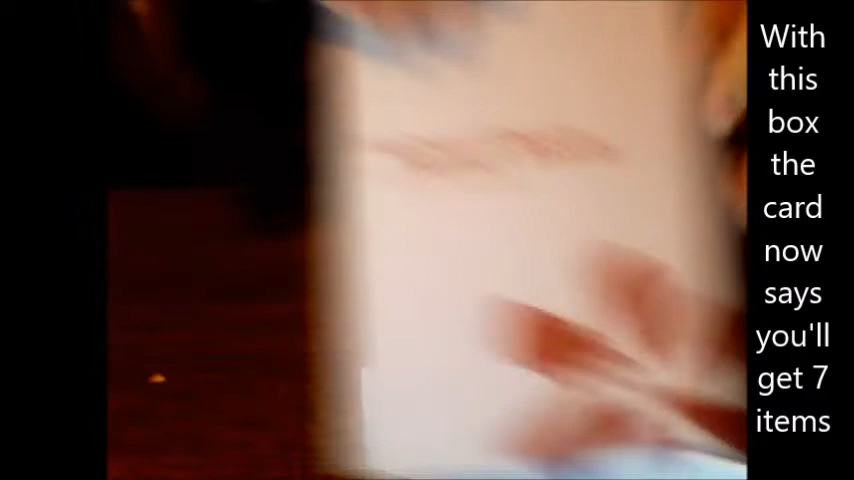 With
this
box
the
card
now
says
you'll
get 7
items